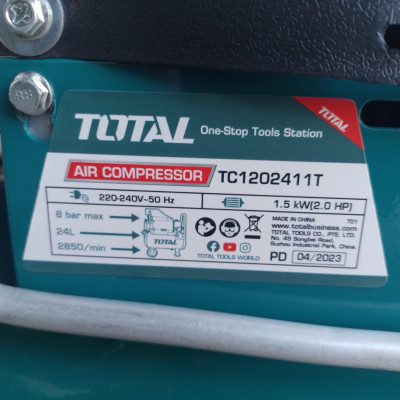 TOTAL One-Stop Tools Station
TOTAL
AIR COMPRESSOR TC1202411T
220-240V~50 Hz
1.5 kW(2.0 HP)
8 bar max
24L
2850/min
TOTAL
TOTAL TOOLS WORLD
MADE IN CHINA T01
www.totalbusiness.com
TOTAL TOOLS CO., PTE. LTD.
No. 45 Songbei Road,
Suzhou Industrial Park, China.
PD 04/2023